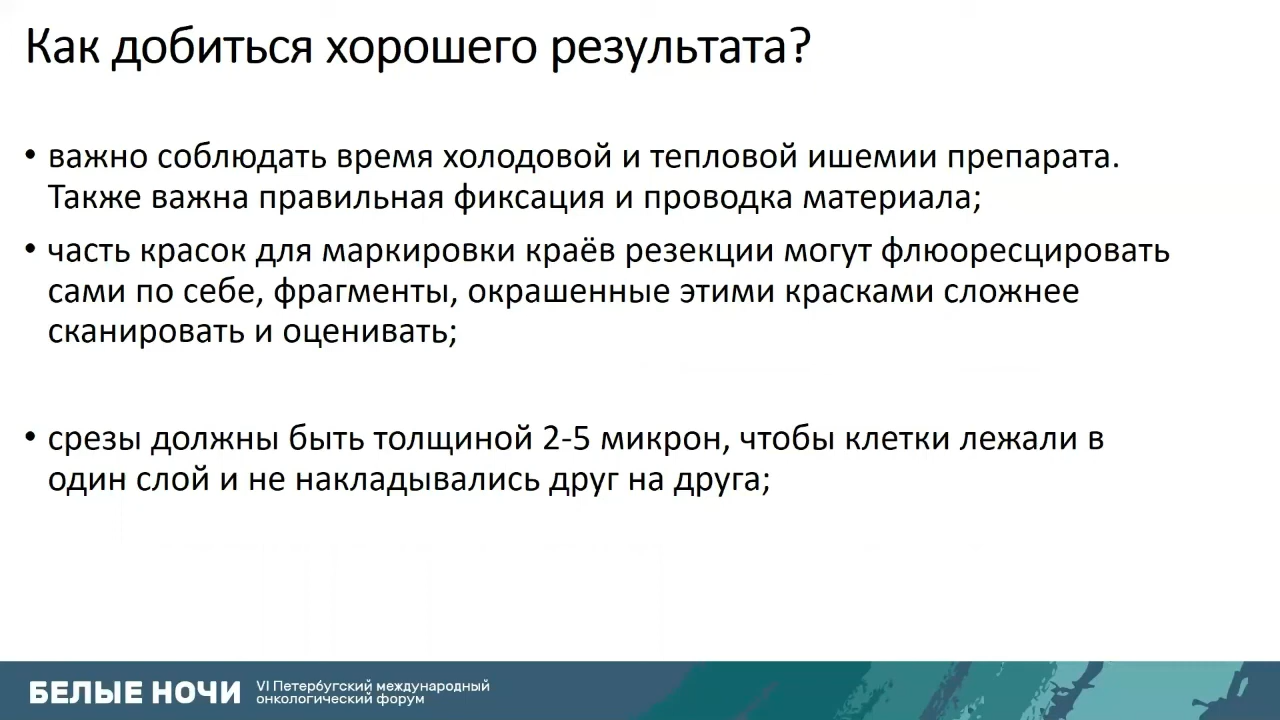 Как добиться хорошего результата?
• важно соблюдать время холодовой и тепловой ишемии препарата.
Также важна правильная фиксация и проводка материала;
• часть красок для маркировки краёв резекции могут флюоресцировать
сами по себе, фрагменты, окрашенные этими красками сложнее
сканировать и оценивать;
• срезы должны быть толщиной 2-5 микрон, чтобы клетки лежали в
один слой и не накладывались друг на друга;
БЕЛЫЕ НОЧИ
VI Петербугский международный
онкологический форум